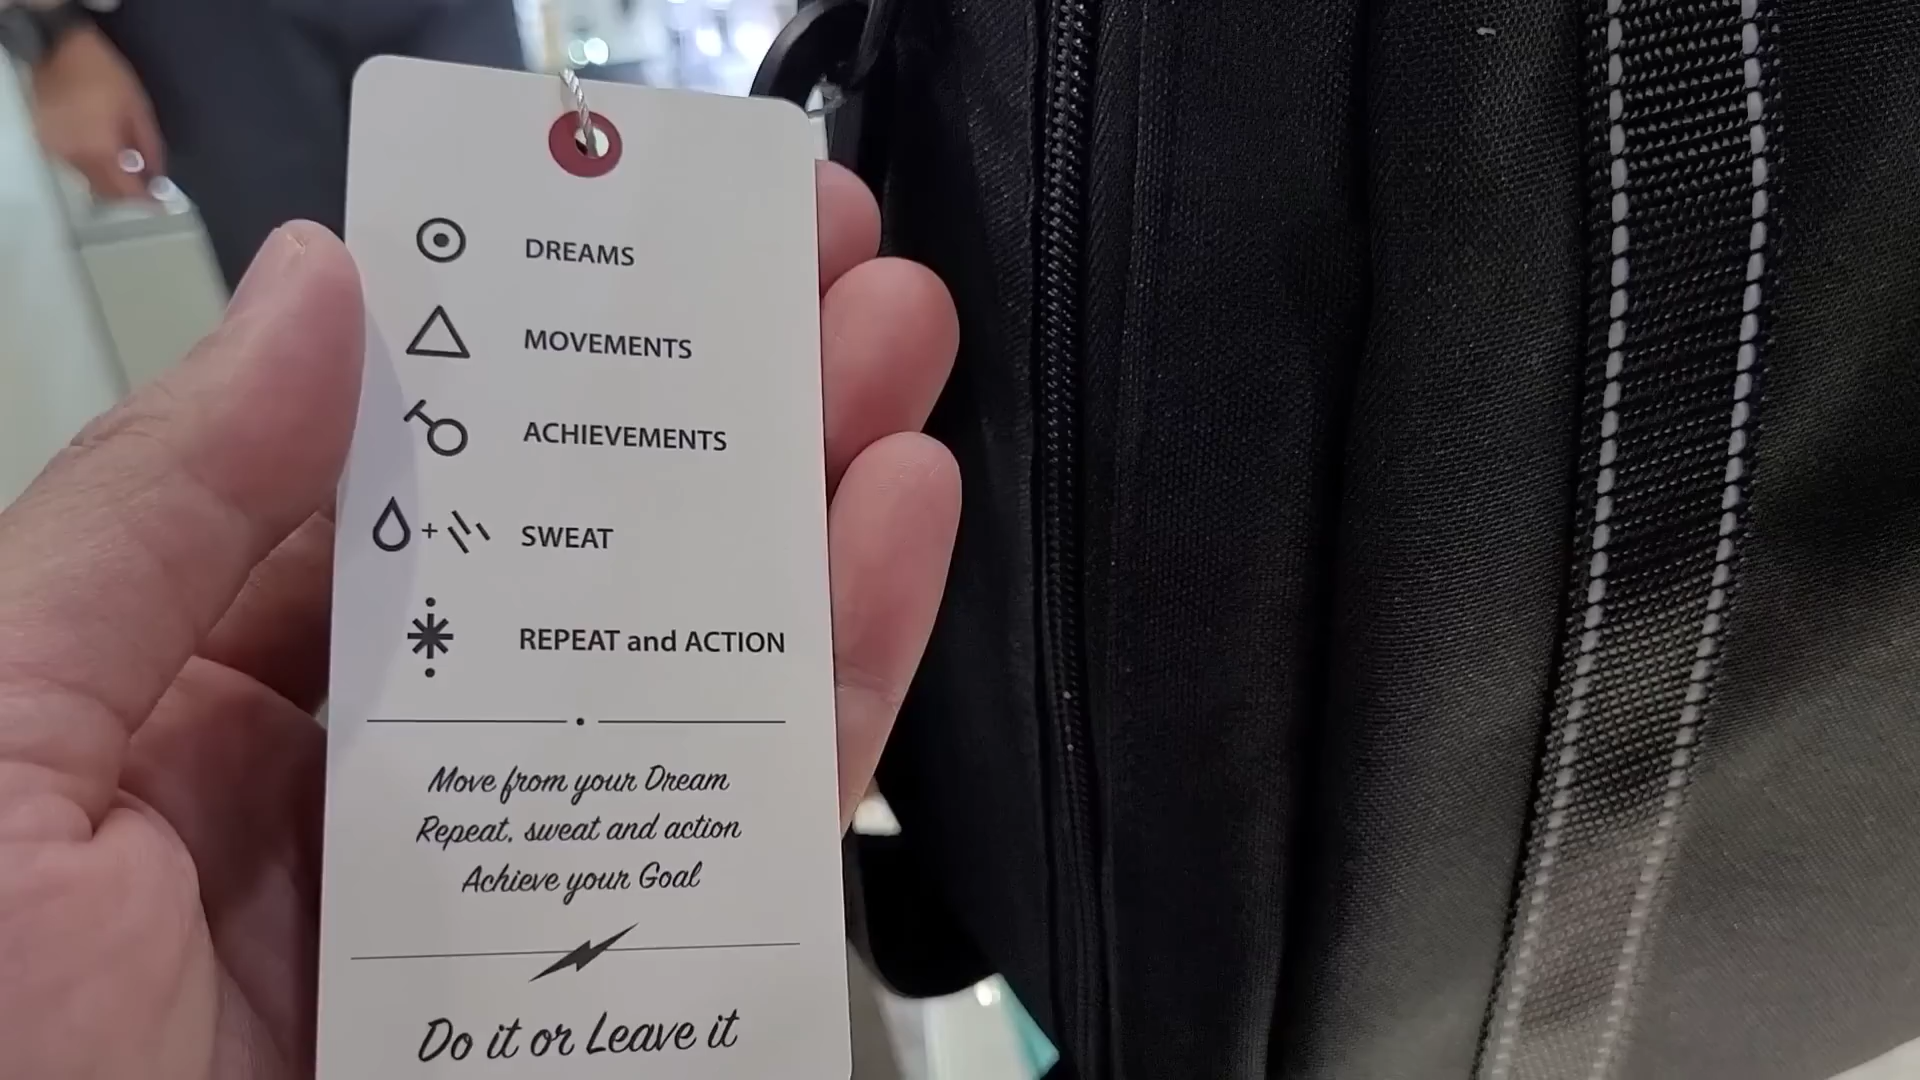 DREAMS
MOVEMENTS
ACHIEVEMENTS
+ SWEAT
REPEAT and ACTION
Move from your Dream
Repeat, sweat and action
Achieve your Goal
Do it or Leave it